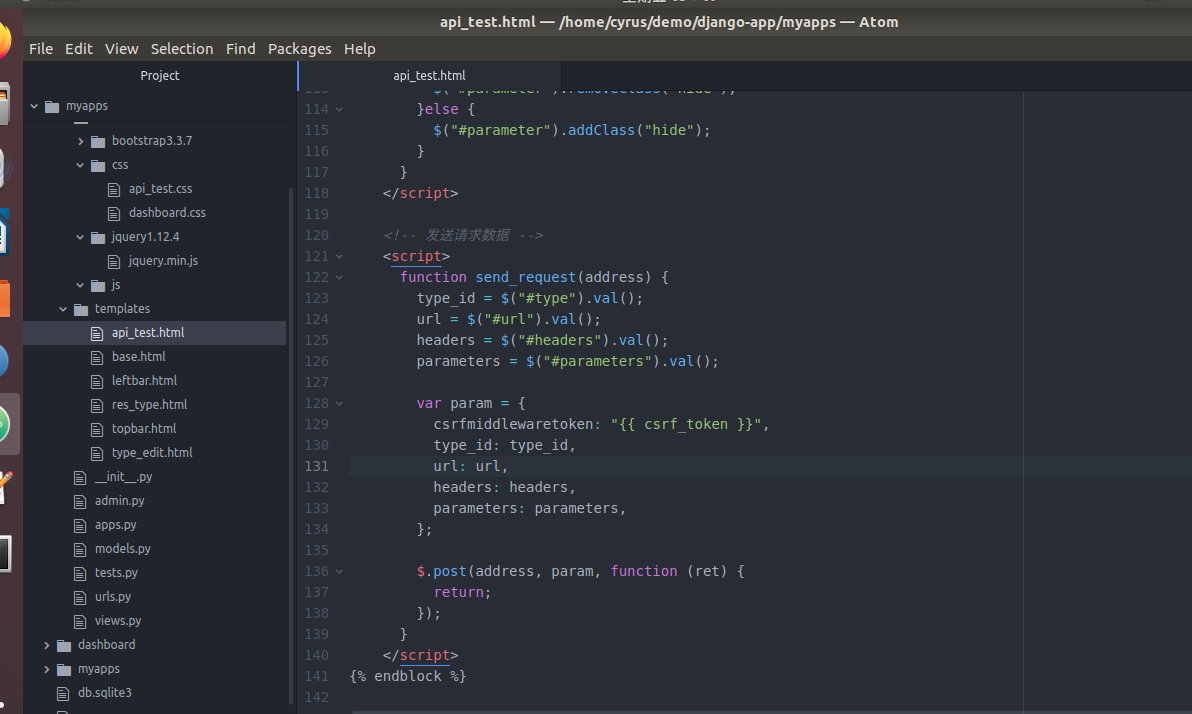 api_test.html — /home/cyrus/demo/django-app/myapps — Atom
File Edit View Selection Find Packages Help
Project
myapps
bootstrap3.3.7
css
api_test.css
dashboard.css
jquery1.12.4
jquery.min.js
js
templates
api_test.html
base.html
leftbar.html
res_type.html
topbar.html
type_edit.html
__init__.py
admin.py
apps.py
models.py
tests.py
urls.py
views.py
dashboard
myapps
db.sqlite3
api_test.html
114 }else {
115 $("#parameter").addClass("hide");
116 }
117 }
118 </script>
119
120 <!-- 发送请求数据 -->
121 <script>
122 function send_request(address) {
123 type_id = $("#type").val();
124 url = $("#url").val();
125 headers = $("#headers").val();
126 parameters = $("#parameters").val();
127
128 var param = {
129 csrfmiddlewaretoken: "{{ csrf_token }}",
130 type_id: type_id,
131 url: url,
132 headers: headers,
133 parameters: parameters,
134 };
135
136 $.post(address, param, function (ret) {
137 return;
138 });
139 }
140 </script>
141 {% endblock %}
142